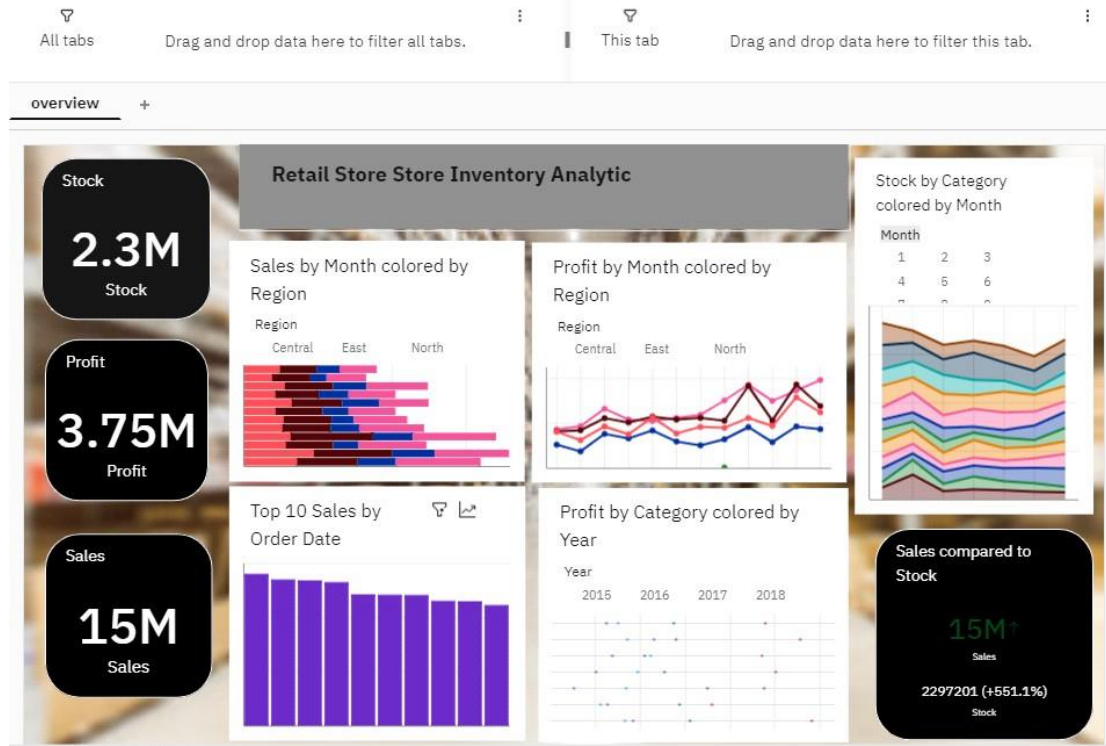 All tabs
Drag and drop data here to filter all tabs.
This tab
Drag and drop data here to filter this tab.
overview
+
Stock
2.3M
Stock
Profit
3.75M
Profit
Sales
15M
Sales
Retail Store Store Inventory Analytic
Sales by Month colored by
Region
Region
Central East North
Profit by Month colored by
Region
Region
Central East North
Top 10 Sales by
Order Date
Profit by Category colored by
Year
Year
2015 2016 2017 2018
Stock by Category
colored by Month
Month
1 2 3
4 5 6
Sales compared to
Stock
15M↑
Sales
2297201 (+551.1%)
Stock